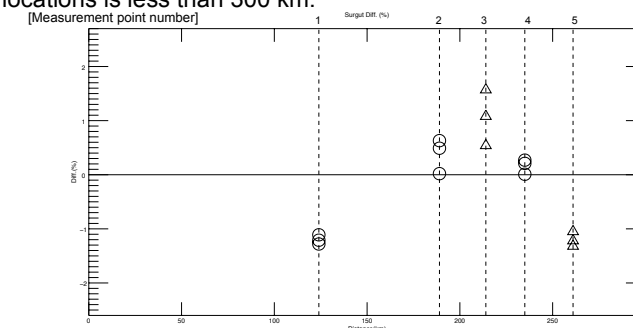 locations is less than 300 km.
[Measurement point number]
Surgut Diff. (%)
1 2 3 4 5
2
1
0
−1
−2
Diff.(%)
0 50 100 150 200 250
Distance(km)